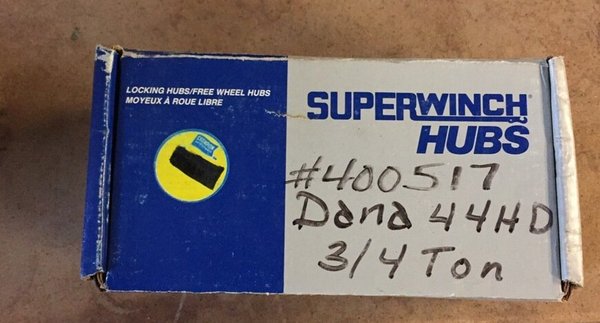 LOCKING HUBS/FREE WHEEL HUBS
MOYEUX À ROUE LIBRE
SUPERWINCH®
HUBS
#400517
Dana 44HD
3/4 Ton